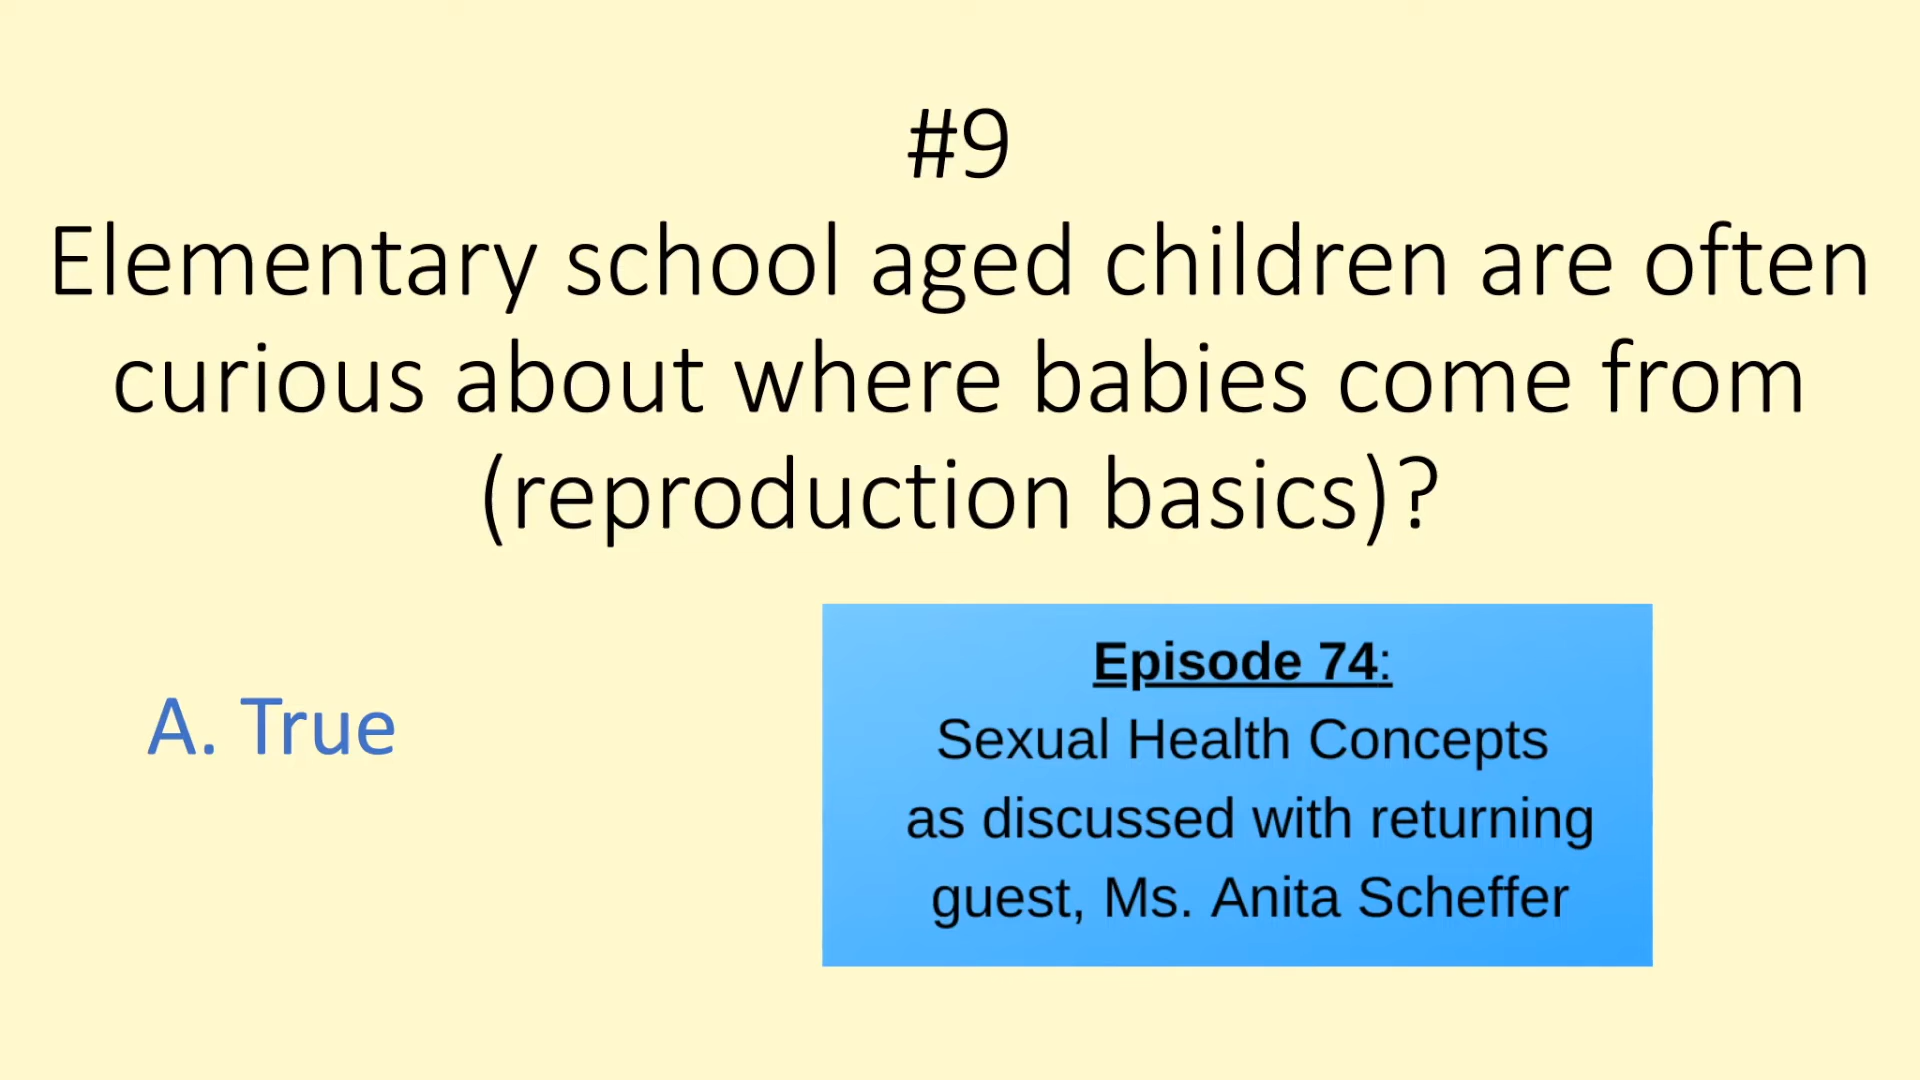 #9
Elementary school aged children are often
curious about where babies come from
(reproduction basics)?
A. True
Episode 74:
Sexual Health Concepts
as discussed with returning
guest, Ms. Anita Scheffer